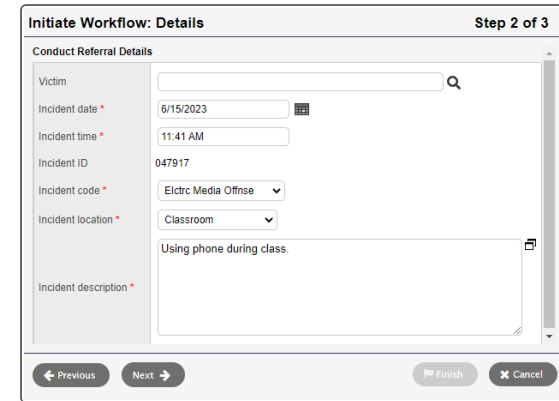 Initiate Workflow: Details Step 2 of 3
Conduct Referral Details
Victim
Incident date * 6/15/2023
Incident time * 11:41 AM
Incident ID 047917
Incident code * Elctrc Media Offnse
Incident location * Classroom
Incident description * Using phone during class.
Previous Next Finish Cancel